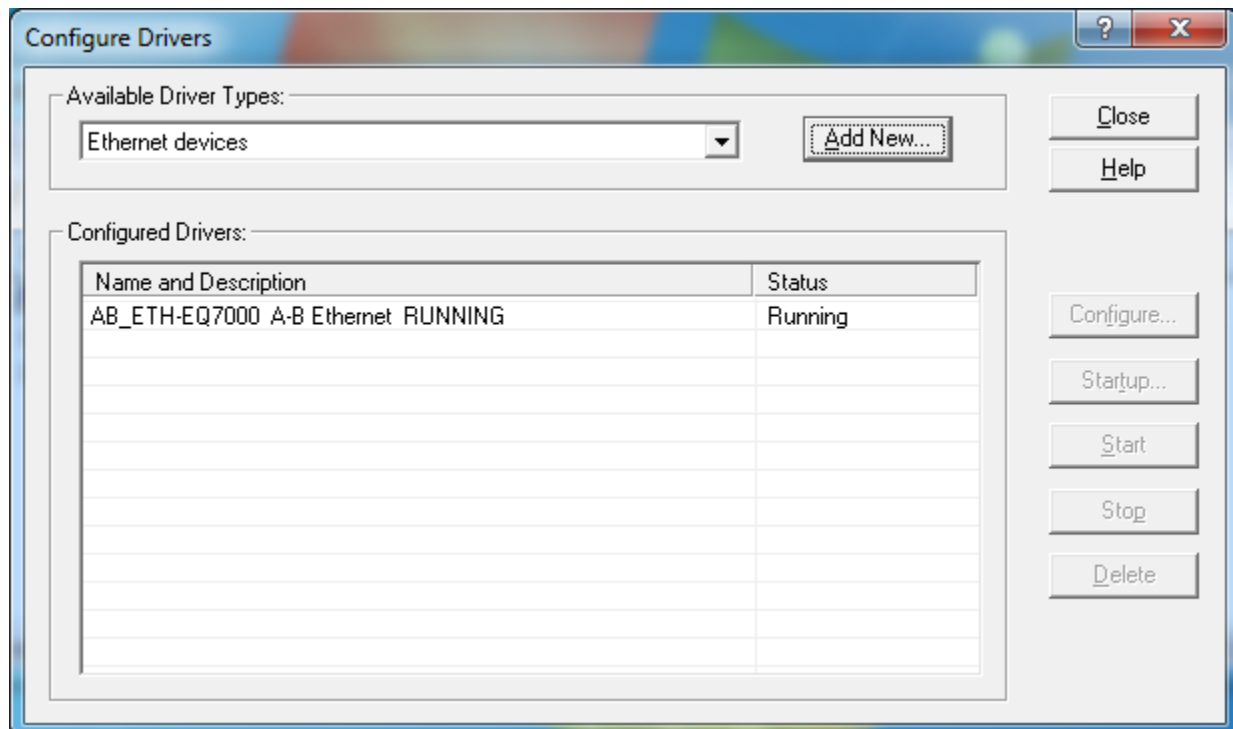 Configure Drivers
?
X
Available Driver Types:
Ethernet devices
Add New...
Close
Help
Configured Drivers:
Name and Description Status
AB_ETH-EQ7000 A-B Ethernet RUNNING Running
Configure...
Startup...
Start
Stop
Delete